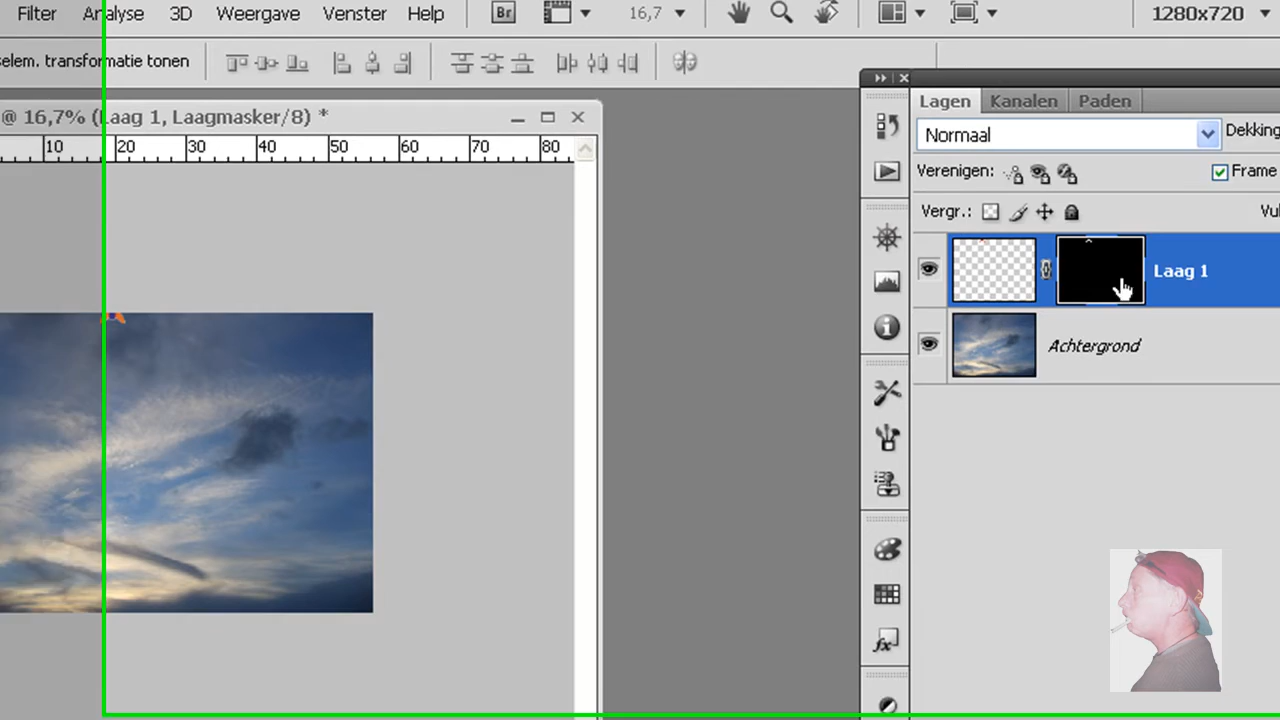 Filter Analyse 3D Weergave Venster Help Br 16,7 1280x720
selem. transformatie tonen
@ 16,7% (Laag 1, Laagmasker/8) *
10 20 30 40 50 60 70 80
Lagen Kanalen Paden
Normaal Dekking
Verenigen: Frame
Vergr.: Vul
Laag 1
Achtergrond
fx